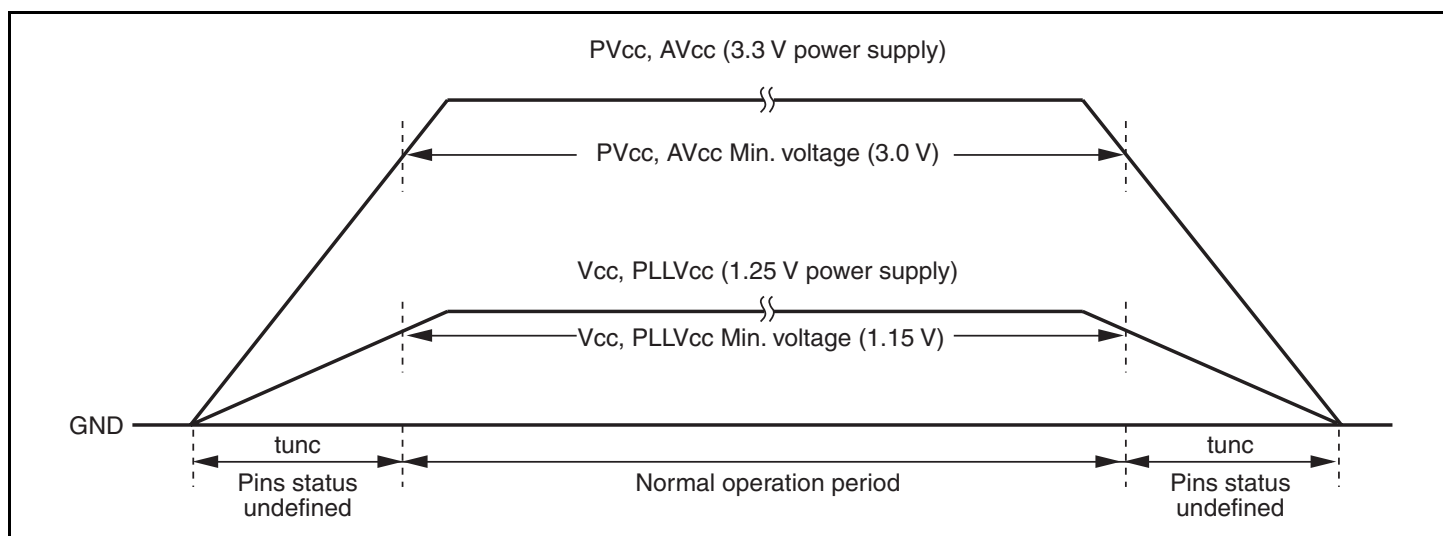 PVcc, AVcc (3.3 V power supply)
PVcc, AVcc Min. voltage (3.0 V)
Vcc, PLLVcc (1.25 V power supply)
Vcc, PLLVcc Min. voltage (1.15 V)
GND
tunc
tunc
Pins status
undefined
Normal operation period
Pins status
undefined